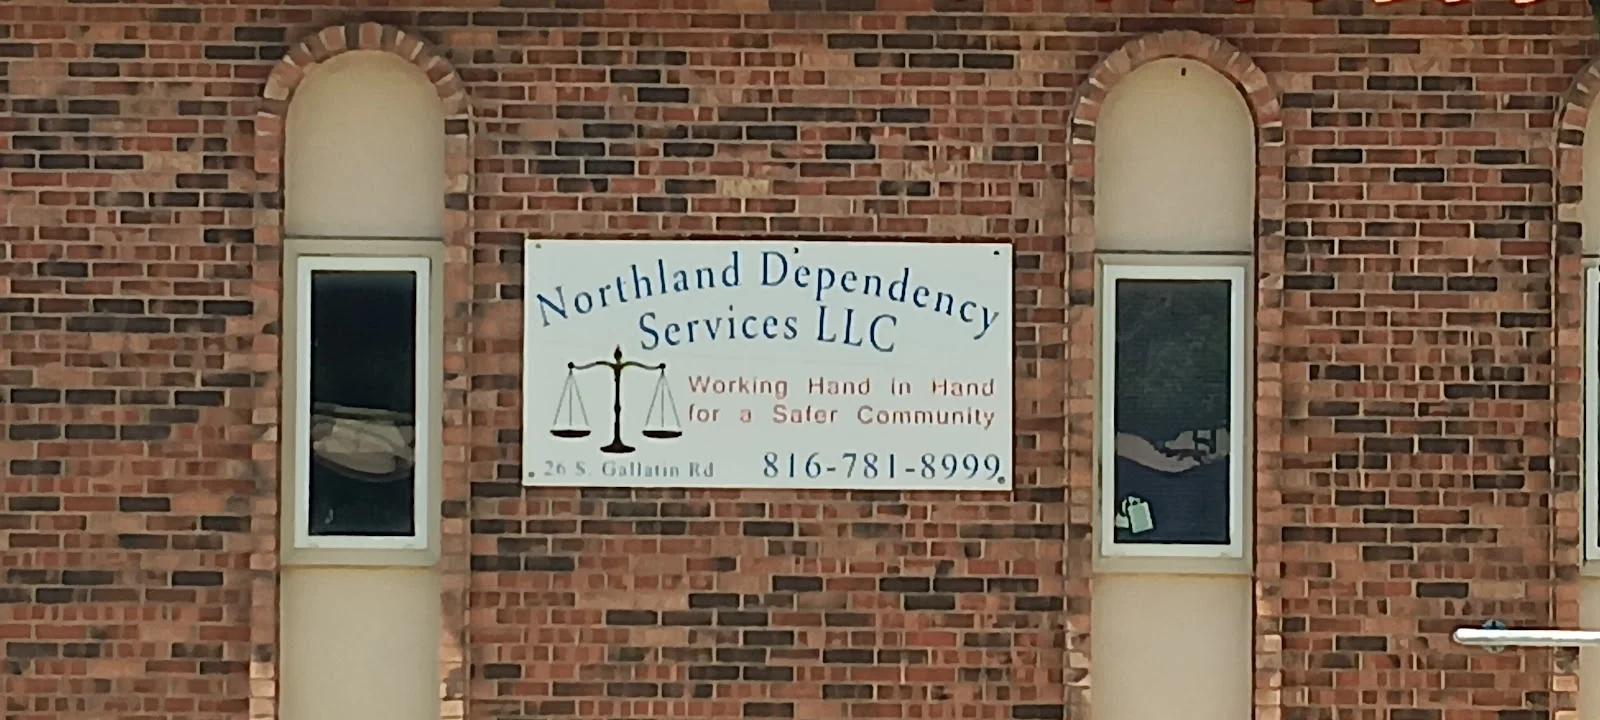 Northland Dependency
Services LLC
Working Hand in Hand
for a Safer Community
26 S. Gallatin Rd 816-781-8999